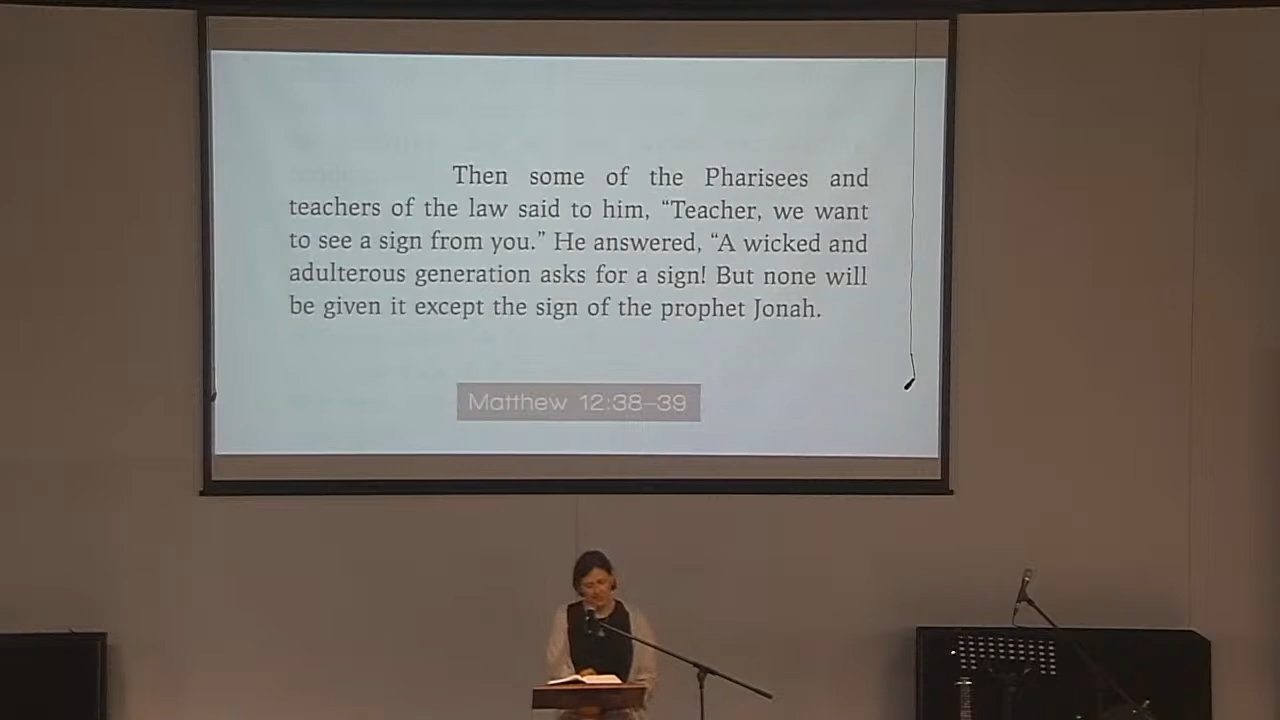 Then some of the Pharisees and
teachers of the law said to him, “Teacher, we want
to see a sign from you.” He answered, “A wicked and
adulterous generation asks for a sign! But none will
be given it except the sign of the prophet Jonah.
Matthew 12:38–39